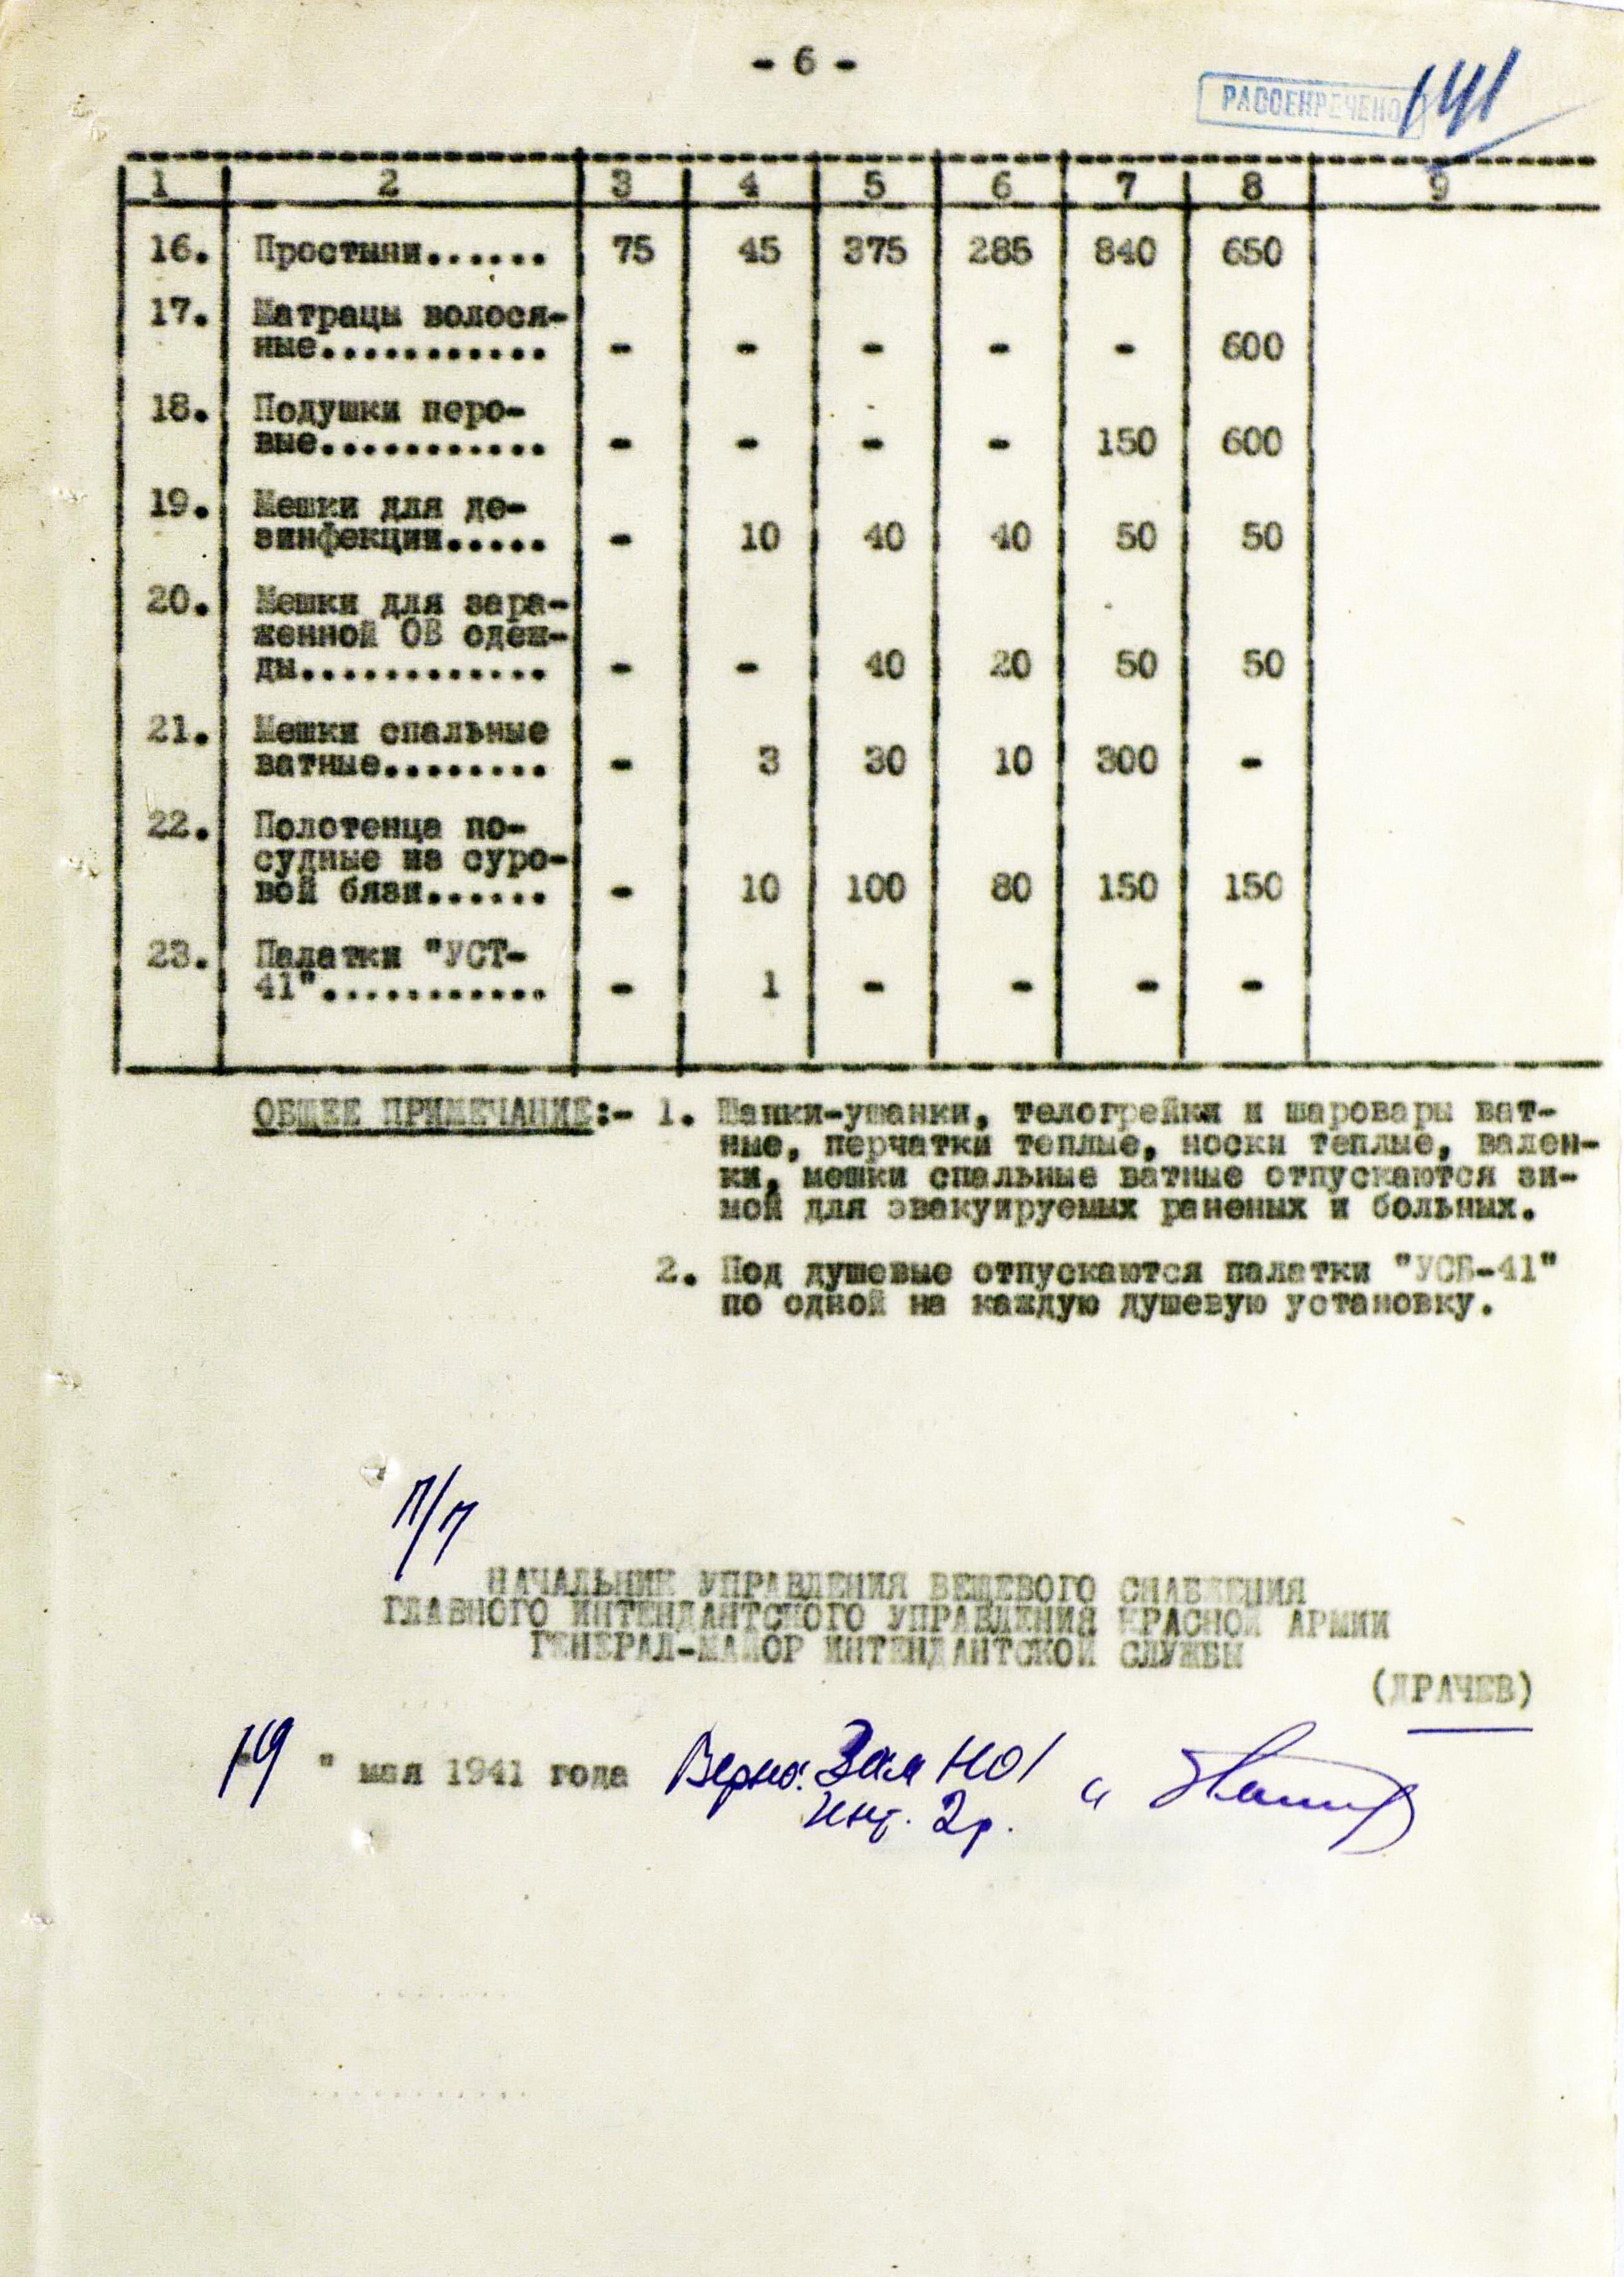 - 6 -
РАССЕКРЕЧЕНО 141
1 2 3 4 5 6 7 8 9
16. Простыни...... 75 45 375 285 840 650
17. Матрацы волося-
ные........... - - - - - 600
18. Подушки перо-
вые........... - - - - 150 600
19. Мешки для де-
зинфекции..... - 10 40 40 50 50
20. Мешки для зара-
женной ОВ одеж-
ды............ - - 40 20 50 50
21. Мешки спальные
ватные........ - 3 30 10 300 -
22. Полотенца по-
судные из суро-
вой бязи...... - 10 100 80 150 150
23. Палатки "УСТ-
41"........... - 1 - - - -
ОБЩЕЕ ПРИМЕЧАНИЕ:- 1. Шапки-ушанки, телогрейки и шаровары ват-
ные, перчатки теплые, носки теплые, вален-
ки, мешки спальные ватные отпускаются зи-
мой для эвакуируемых раненых и больных.
2. Под душевые отпускаются палатки "УСБ-41"
по одной на каждую душевую установку.
п/п
НАЧАЛЬНИК УПРАВЛЕНИЯ ВЕЩЕВОГО СНАБЖЕНИЯ
ГЛАВНОГО ИНТЕНДАНТСКОГО УПРАВЛЕНИЯ КРАСНОЙ АРМИИ
ГЕНЕРАЛ-МАЙОР ИНТЕНДАНТСКОЙ СЛУЖБЫ
(ДРАЧЕВ)
" мая 1941 года Верно: Зам
Инт. 2р.